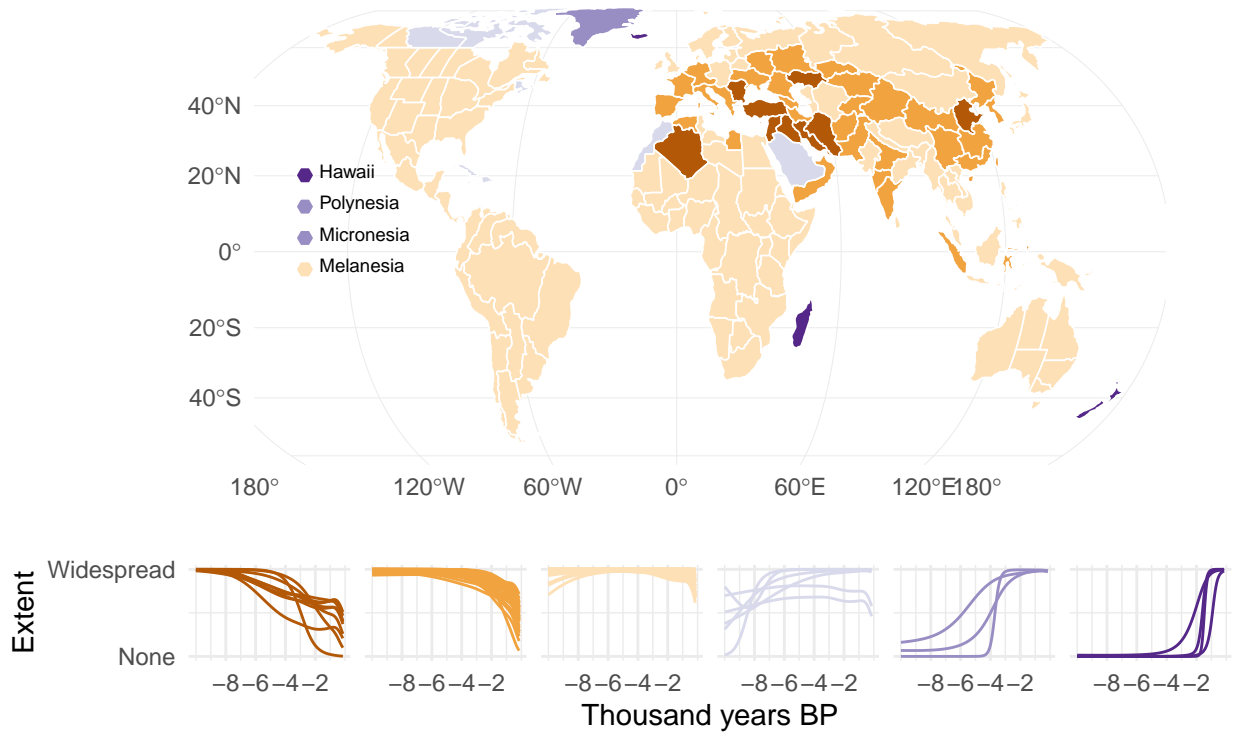 40°N
20°N
0°
20°S
40°S
Hawaii
Polynesia
Micronesia
Melanesia
180° 120°W 60°W 0° 60°E 120°E 180°
Extent
Widespread
None
−8 −6 −4 −2 −8 −6 −4 −2 −8 −6 −4 −2 −8 −6 −4 −2 −8 −6 −4 −2 −8 −6 −4 −2
Thousand years BP